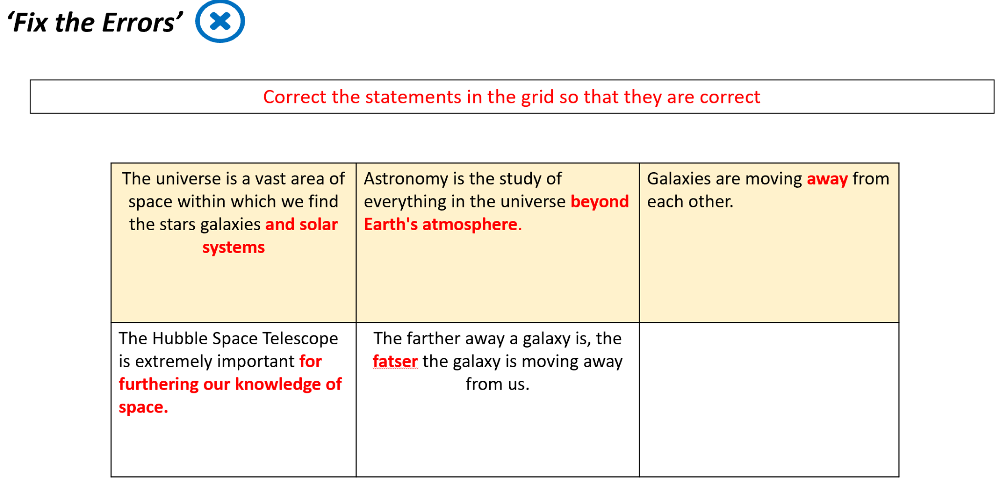 ‘Fix the Errors’
Correct the statements in the grid so that they are correct
The universe is a vast area of
space within which we find
the stars galaxies and solar
systems
Astronomy is the study of
everything in the universe beyond
Earth's atmosphere.
Galaxies are moving away from
each other.
The Hubble Space Telescope
is extremely important for
furthering our knowledge of
space.
The farther away a galaxy is, the
fatser the galaxy is moving away
from us.